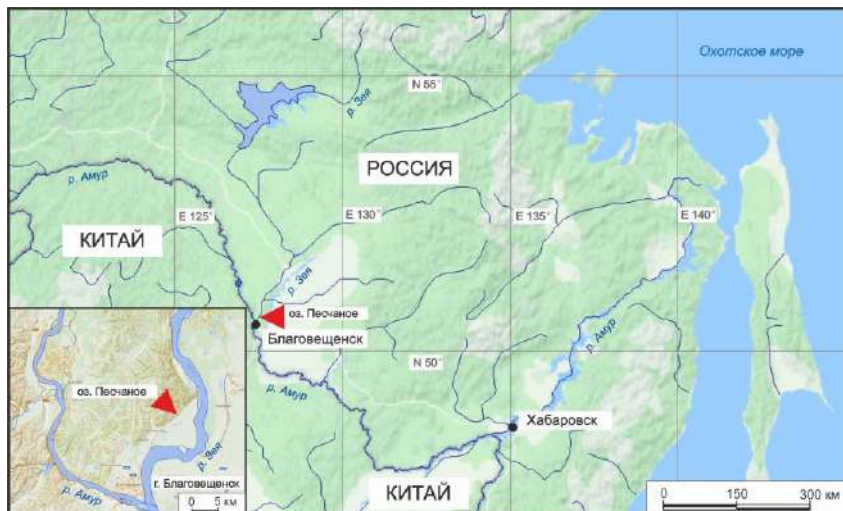 Охотское море
N 55°
р. Зея
РОССИЯ
р. Амур
E 125°
E 130°
E 135°
E 140°
КИТАЙ
р. Зея
оз. Песчаное
Благовещенск
р. Амур
N 50°
р. Амур
Хабаровск
КИТАЙ
0 150 300 км
оз. Песчаное
р. Зея
г. Благовещенск
р. Амур
0 5 км